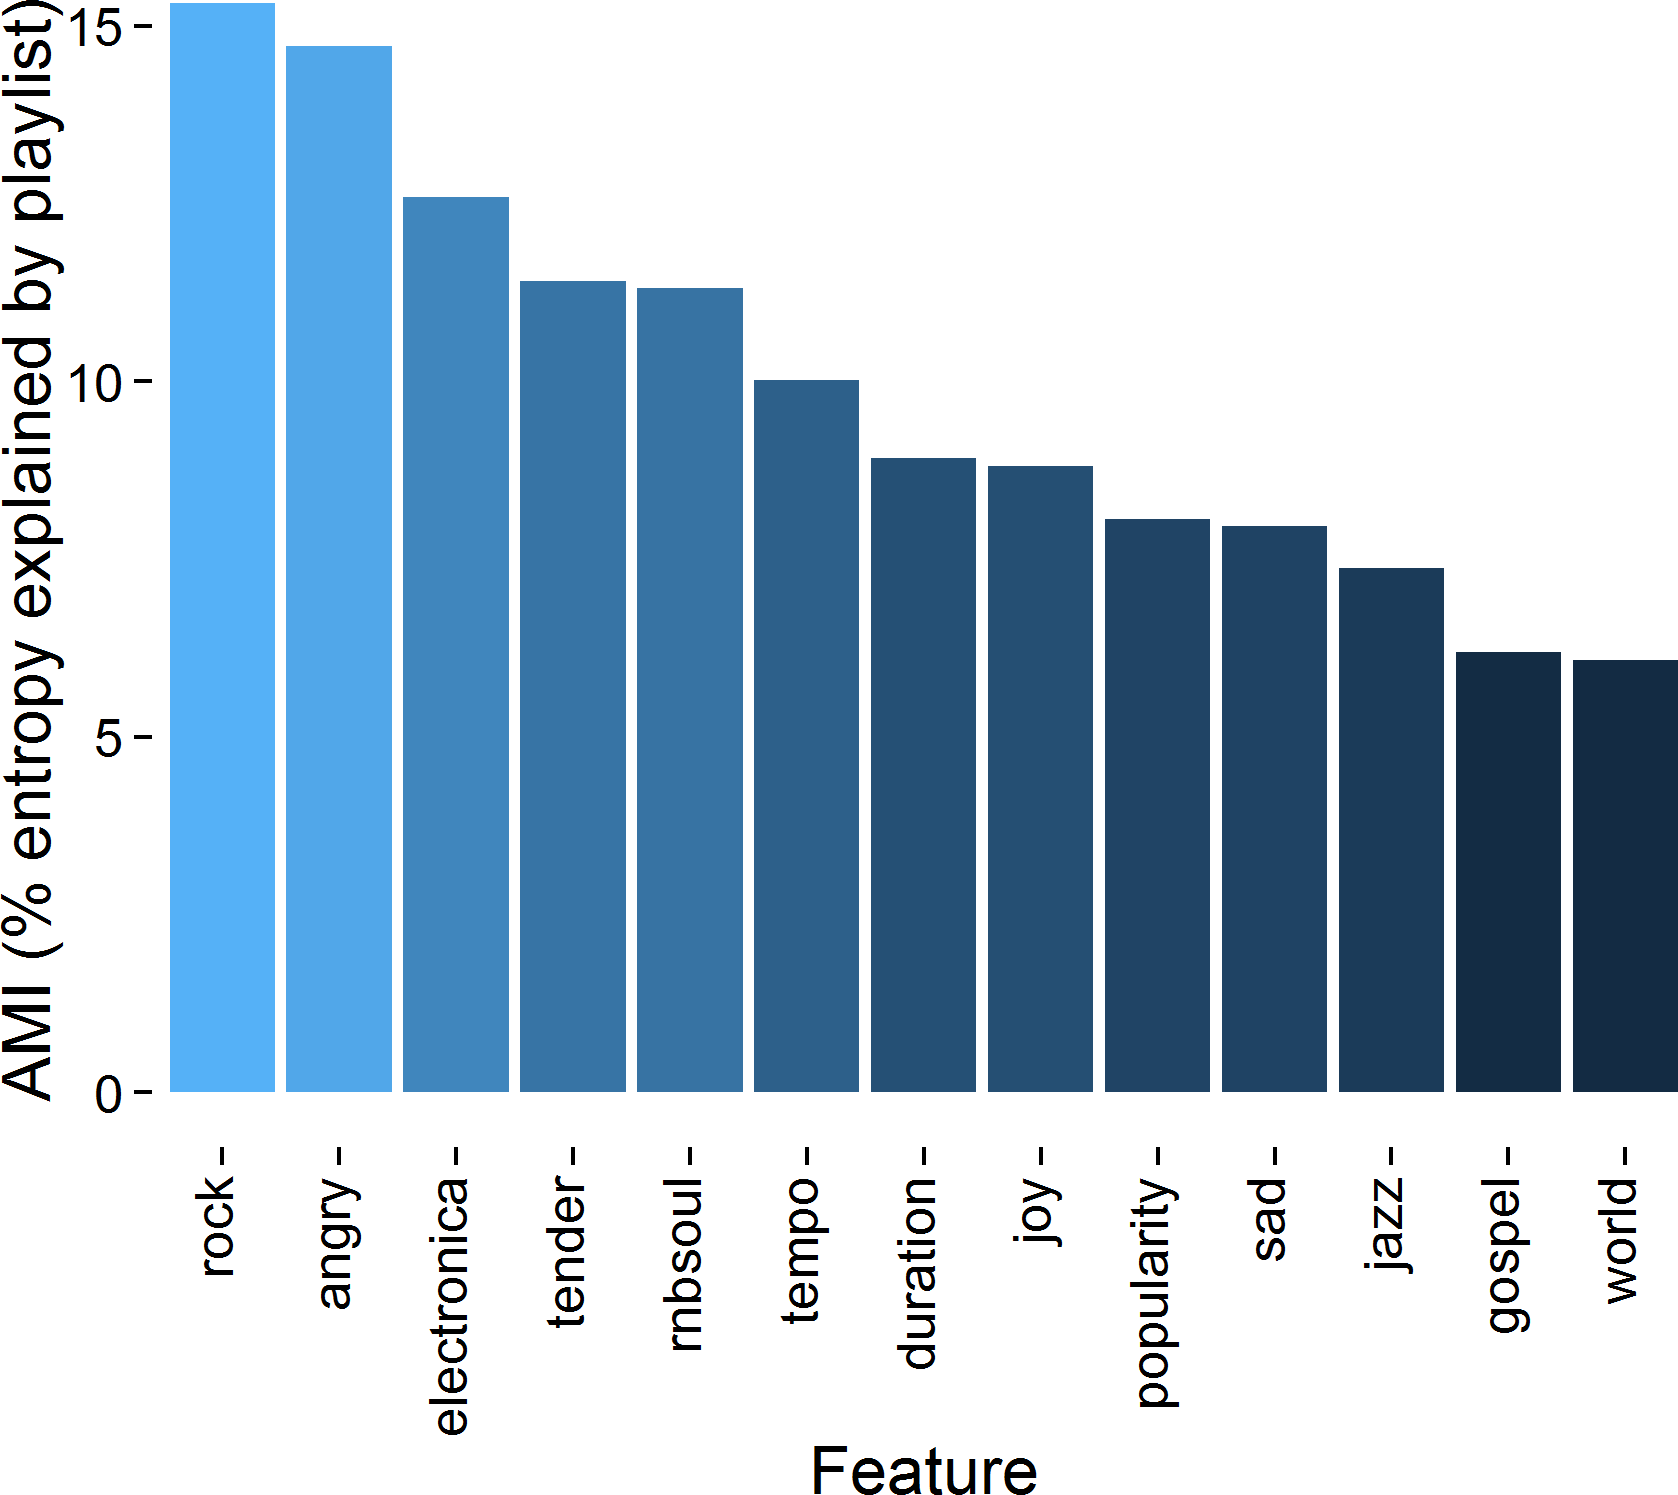 AMI (% entropy explained by playlist)
15
10
5
0
rock
angry
electronica
tender
rnbsoul
tempo
duration
joy
popularity
sad
jazz
gospel
world
Feature